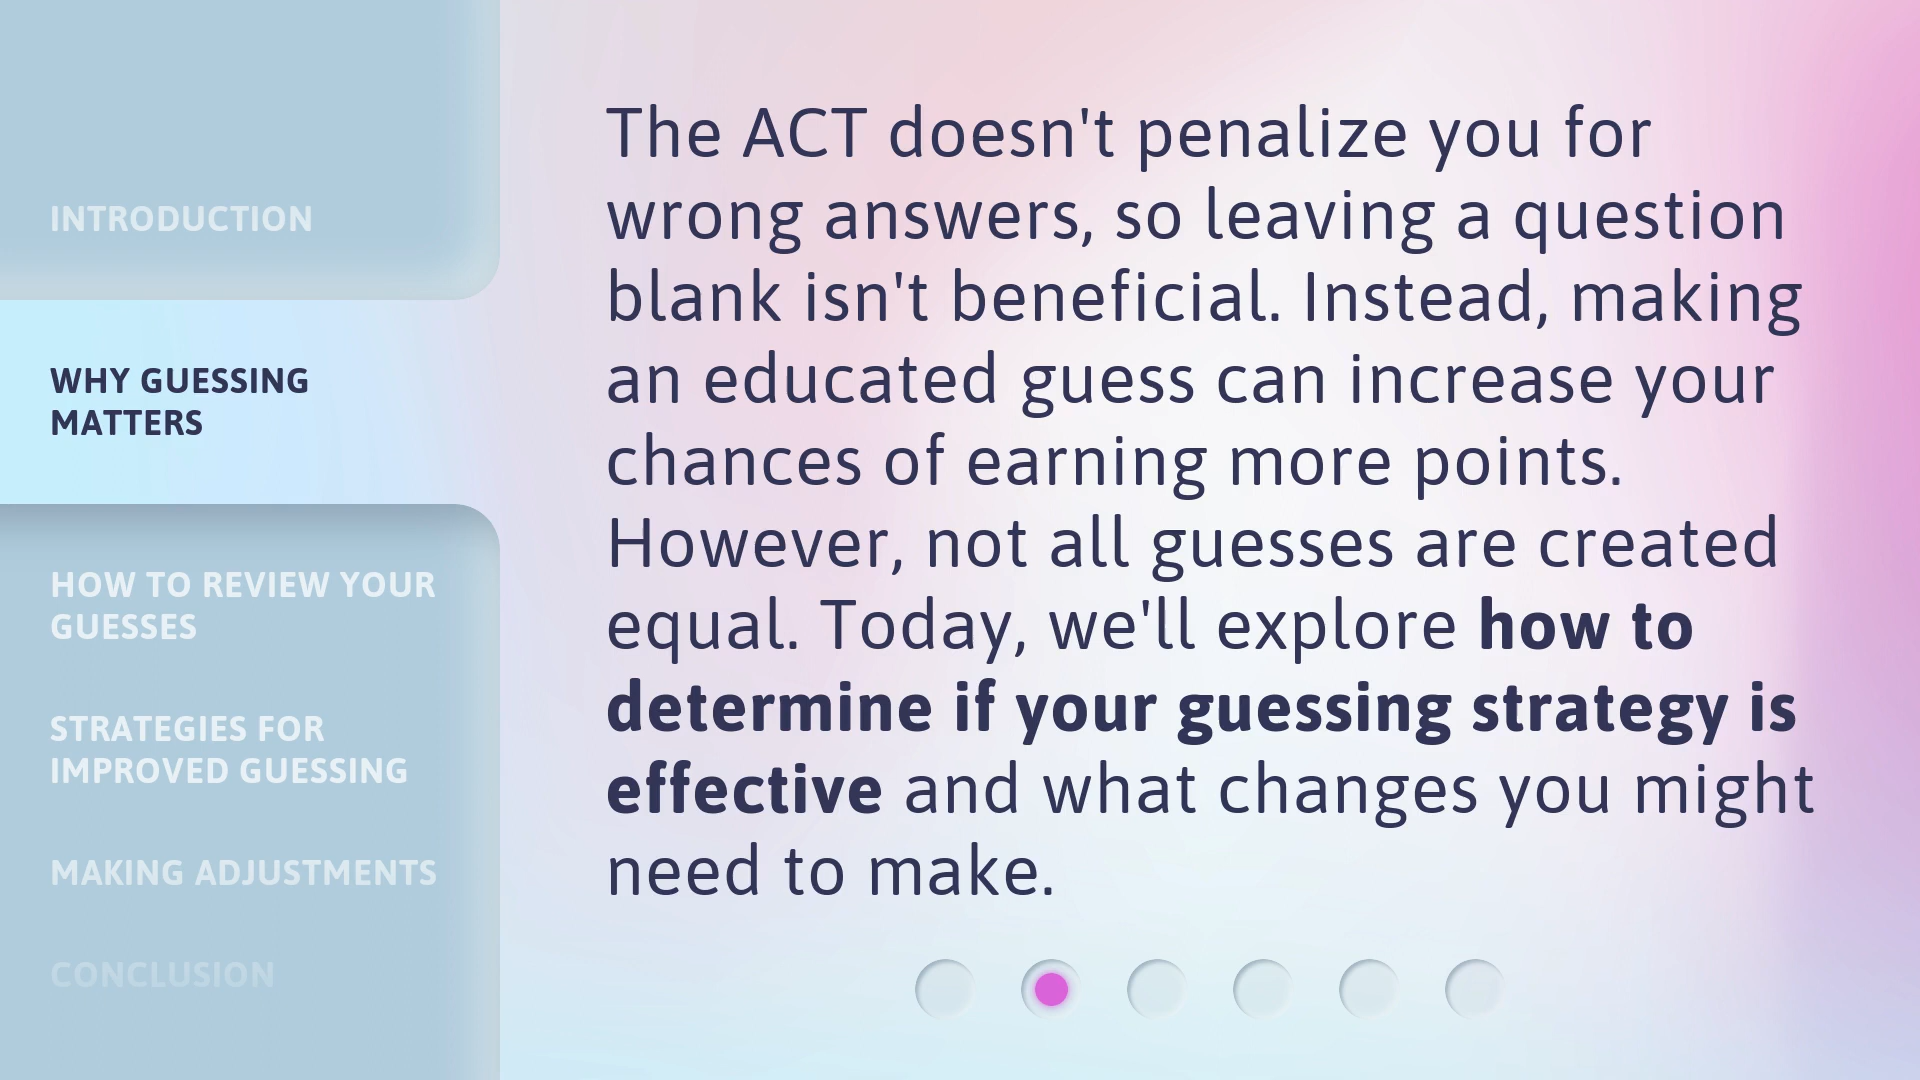 INTRODUCTION
WHY GUESSING
MATTERS
HOW TO REVIEW YOUR
GUESSES
STRATEGIES FOR
IMPROVED GUESSING
MAKING ADJUSTMENTS
CONCLUSION
The ACT doesn't penalize you for
wrong answers, so leaving a question
blank isn't beneficial. Instead, making
an educated guess can increase your
chances of earning more points.
However, not all guesses are created
equal. Today, we'll explore how to
determine if your guessing strategy is
effective and what changes you might
need to make.